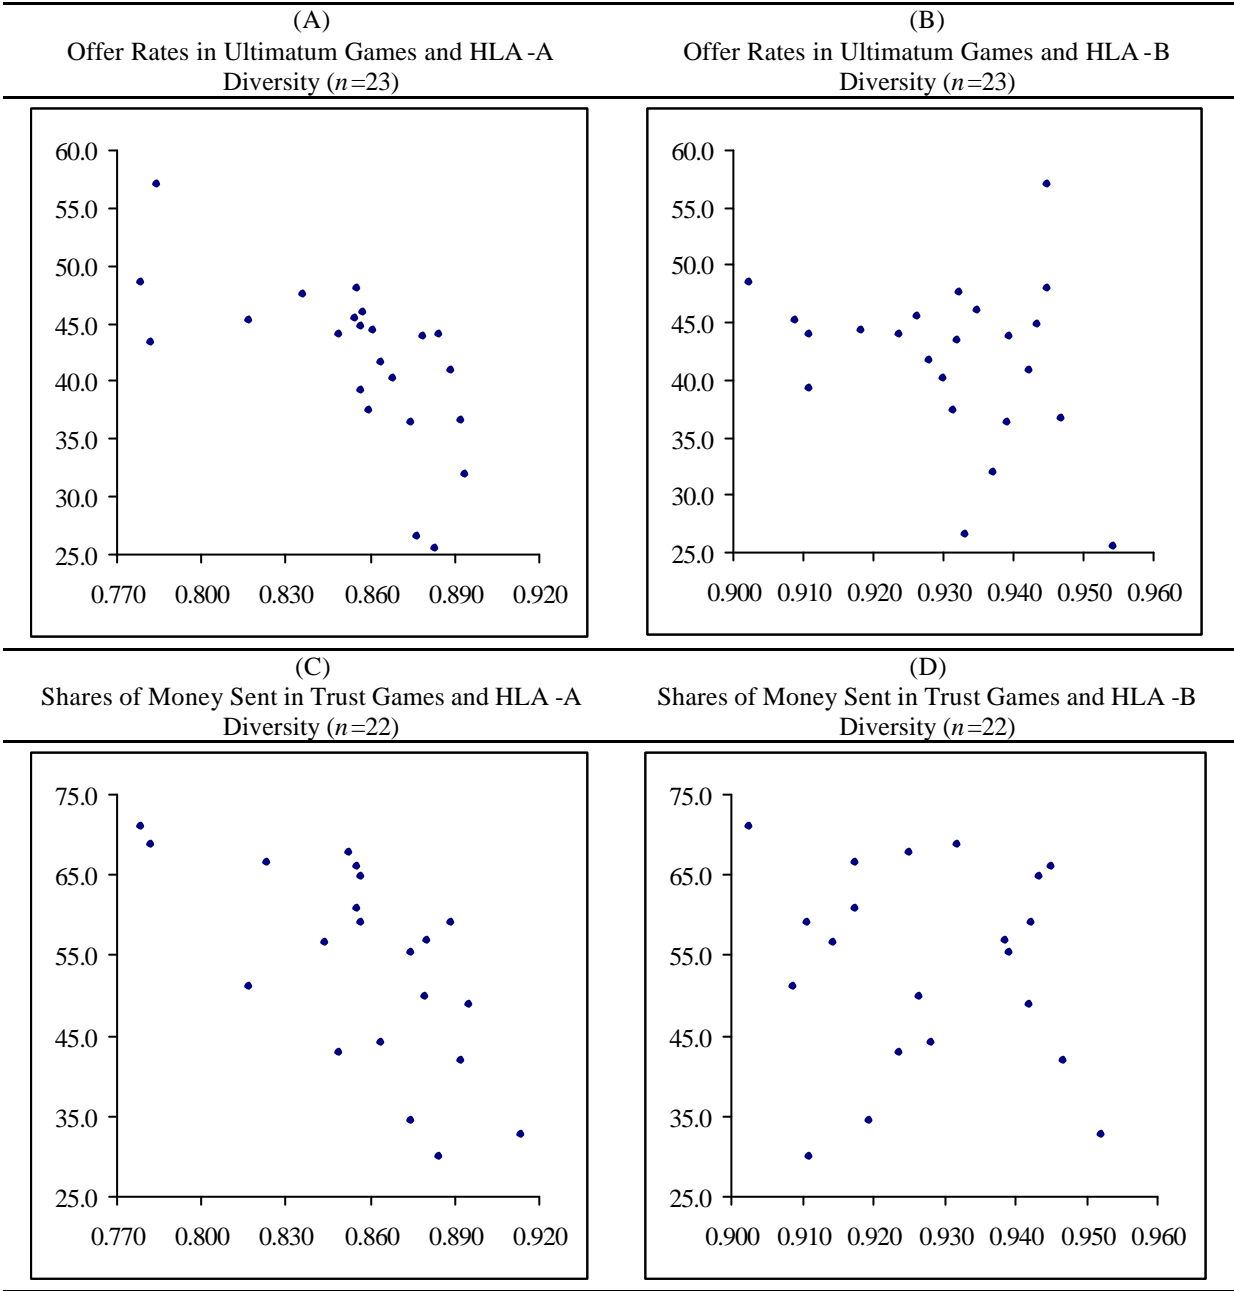 (A)
Offer Rates in Ultimatum Games and HLA -A
Diversity (n=23)
(B)
Offer Rates in Ultimatum Games and HLA -B
Diversity (n=23)
60.0
55.0
50.0
45.0
40.0
35.0
30.0
25.0
0.770 0.800 0.830 0.860 0.890 0.920
60.0
55.0
50.0
45.0
40.0
35.0
30.0
25.0
0.900 0.910 0.920 0.930 0.940 0.950 0.960
(C)
Shares of Money Sent in Trust Games and HLA -A
Diversity (n=22)
(D)
Shares of Money Sent in Trust Games and HLA -B
Diversity (n=22)
75.0
65.0
55.0
45.0
35.0
25.0
0.770 0.800 0.830 0.860 0.890 0.920
75.0
65.0
55.0
45.0
35.0
25.0
0.900 0.910 0.920 0.930 0.940 0.950 0.960